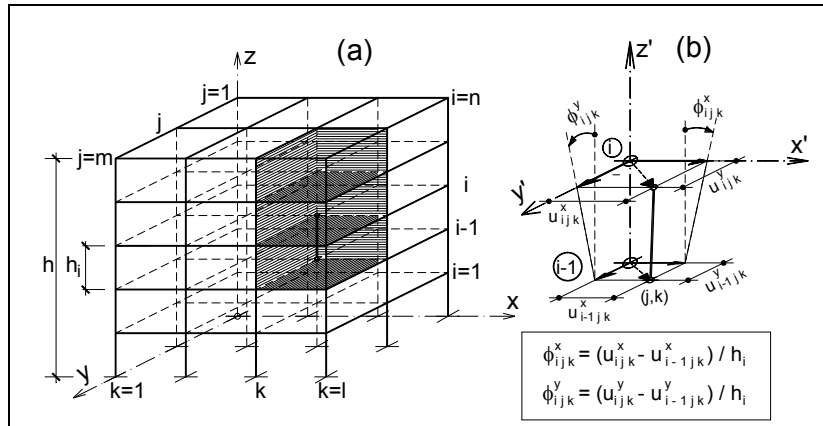 (a)
z
j=1
j
j=m
i=n
i
i-1
i=1
h
h_i
x
y
k=1
k
k=l
(b)
z'
ϕ^y_ijk
ϕ^x_ijk
i
x'
y'
u^x_ijk
u^y_ijk
i-1
u^x_i-1jk
(j,k)
u^y_i-1jk
ϕ^x_ijk = (u^x_ijk - u^x_i-1jk) / h_i
ϕ^y_ijk = (u^y_ijk - u^y_i-1jk) / h_i